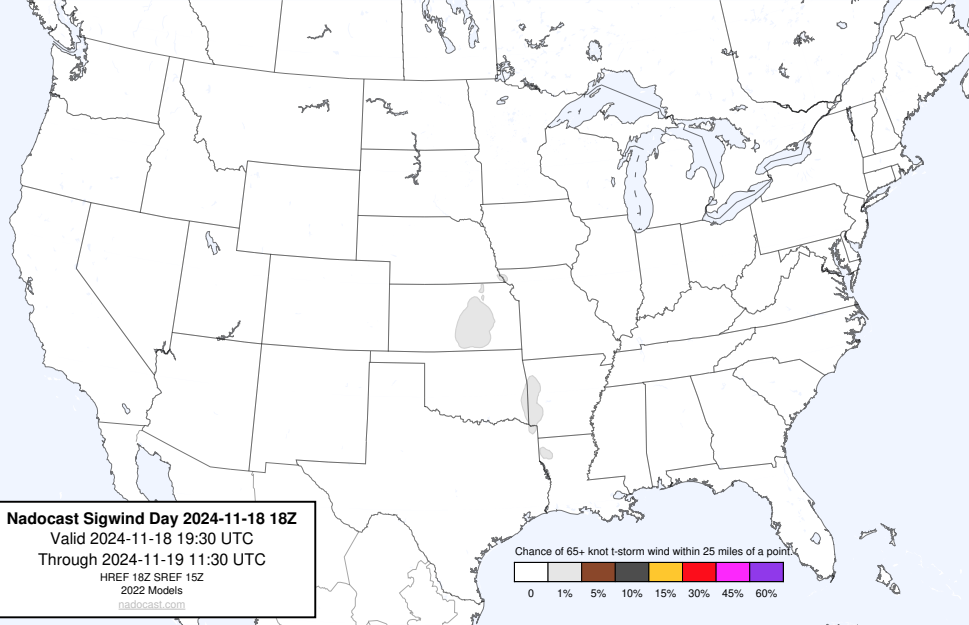 Nadocast Sigwind Day 2024-11-18 18Z
Valid 2024-11-18 19:30 UTC
Through 2024-11-19 11:30 UTC
HREF 18Z SREF 15Z
2022 Models
nadocast.com
Chance of 65+ knot t-storm wind within 25 miles of a point.
0 1% 5% 10% 15% 30% 45% 60%